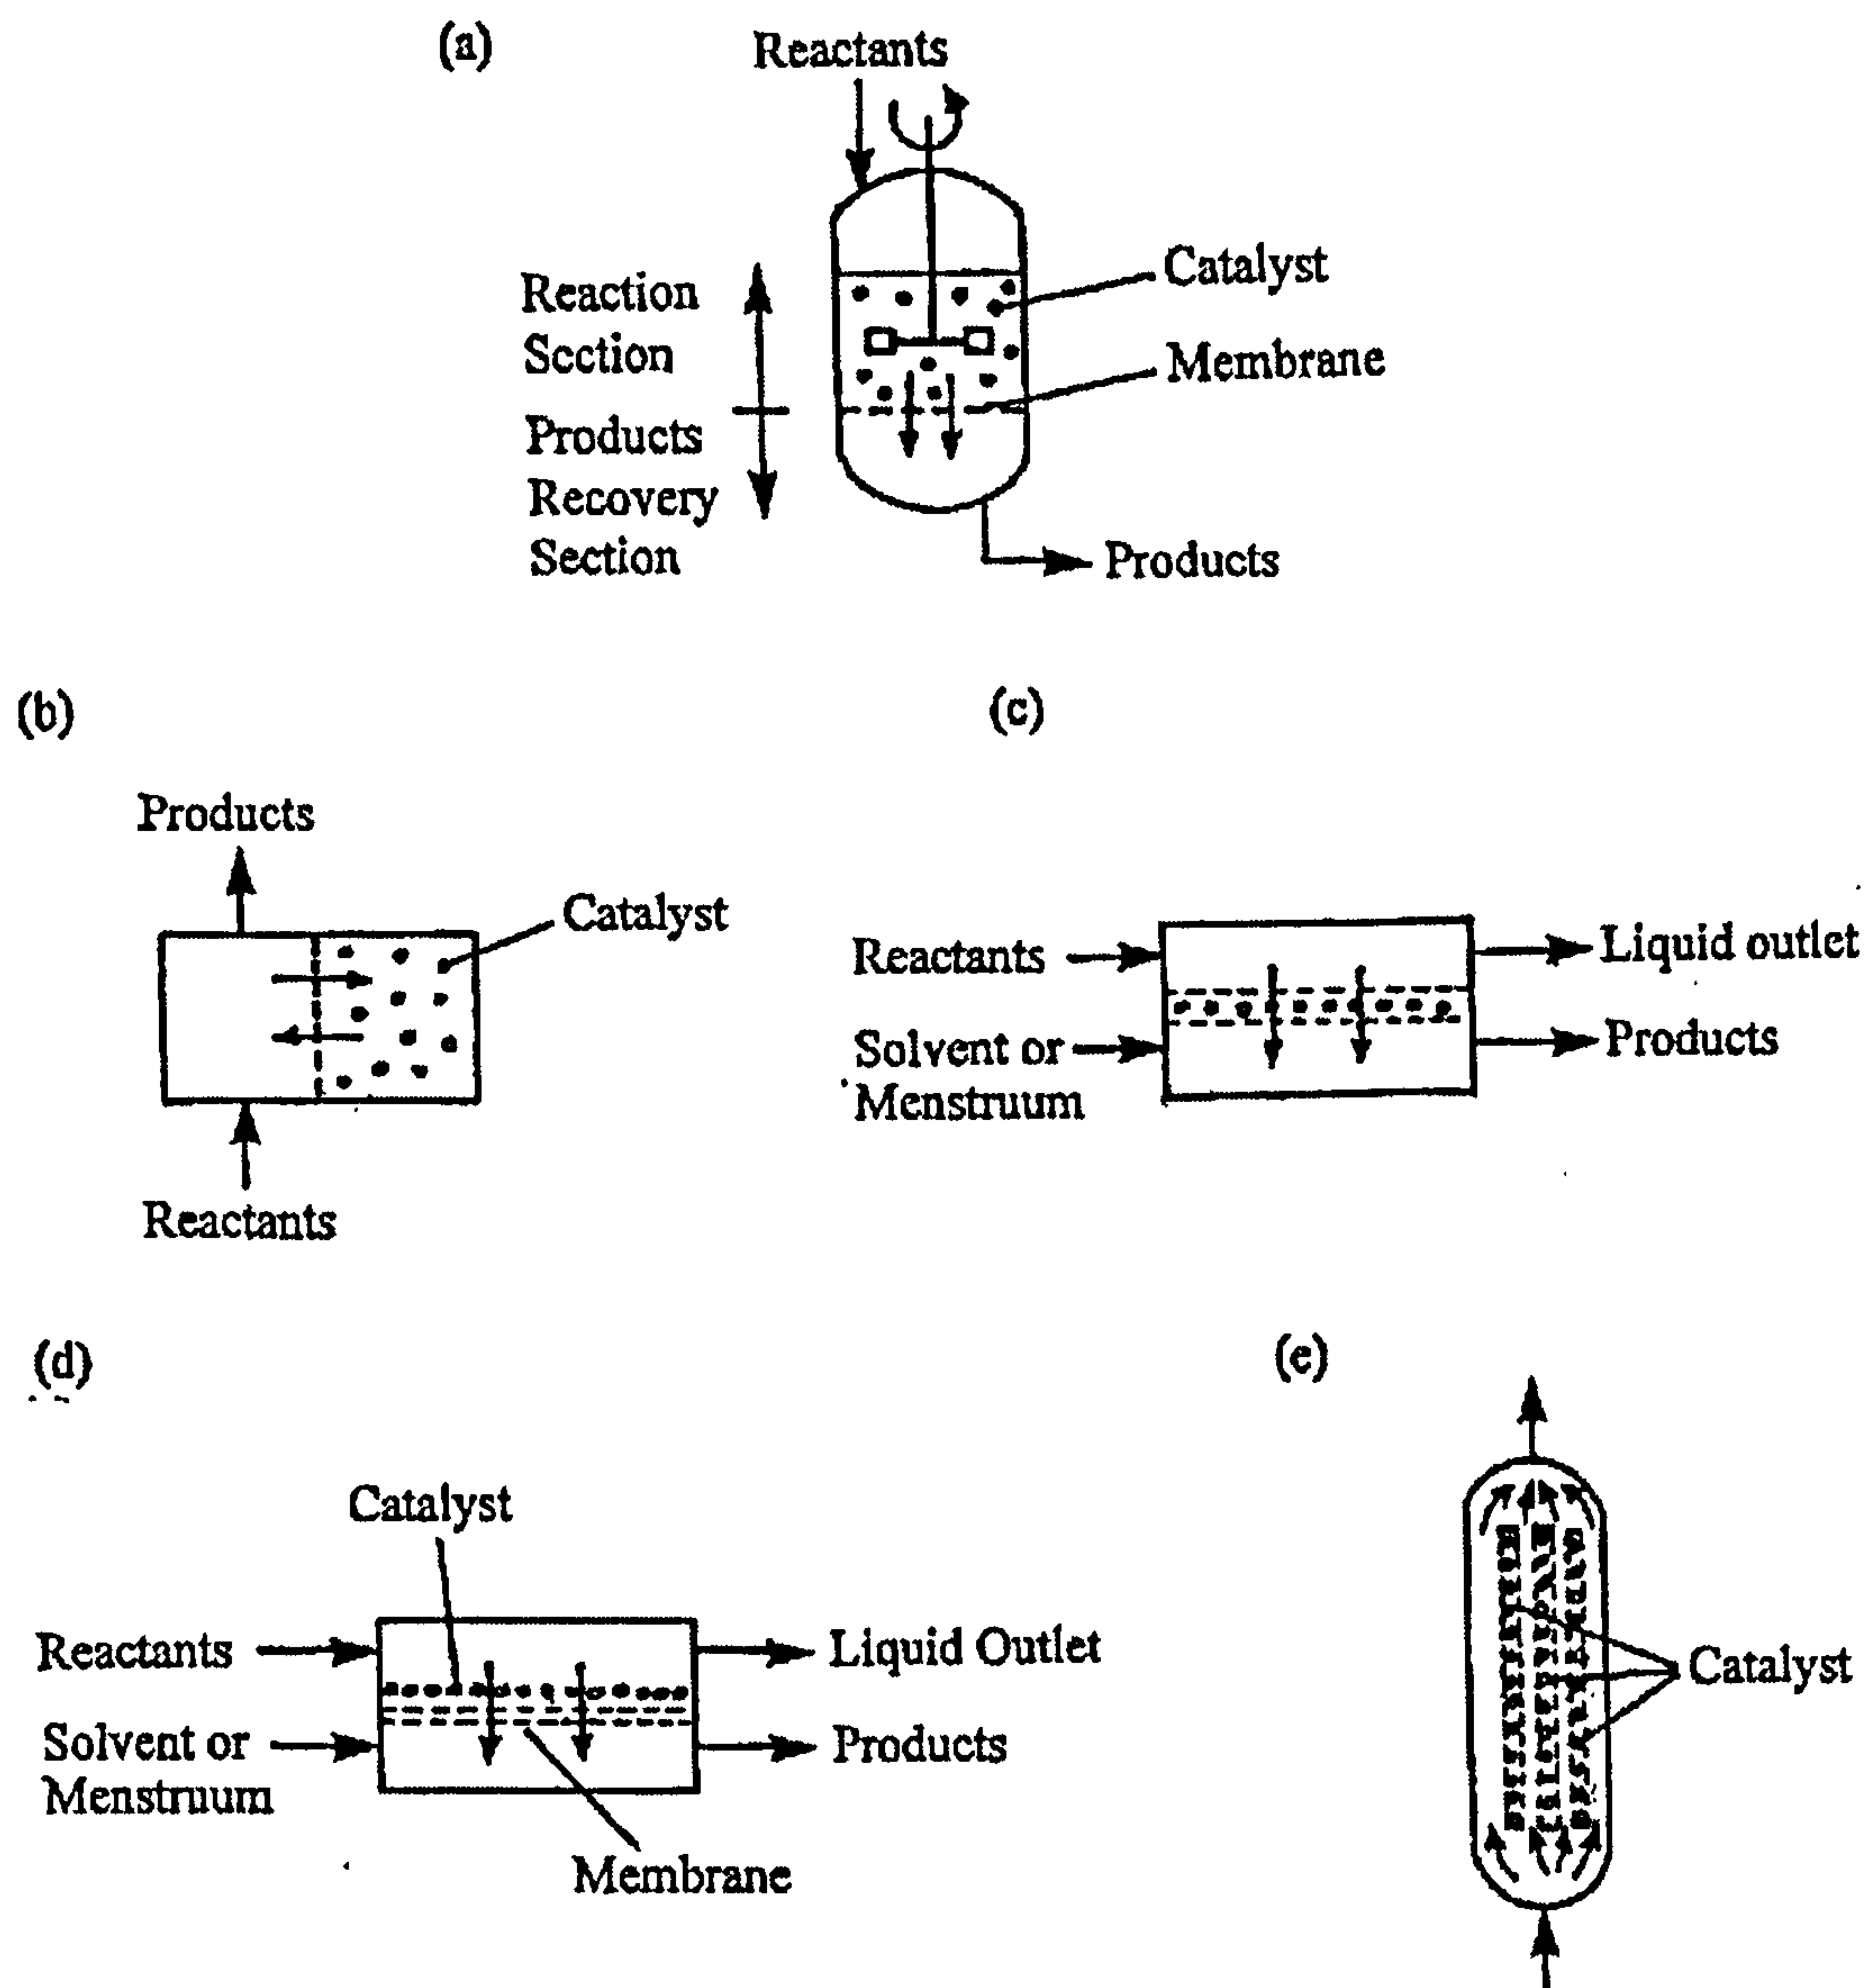 (a)
Reactants
Catalyst
Reaction
Section
Membrane
Products
Recovery
Section
Products
(b)
(c)
Products
Catalyst
Reactants
Liquid outlet
Solvent or
Menstruum
Products
Reactants
(d)
(e)
Catalyst
Reactants
Liquid Outlet
Catalyst
Solvent or
Menstruum
Products
Membrane